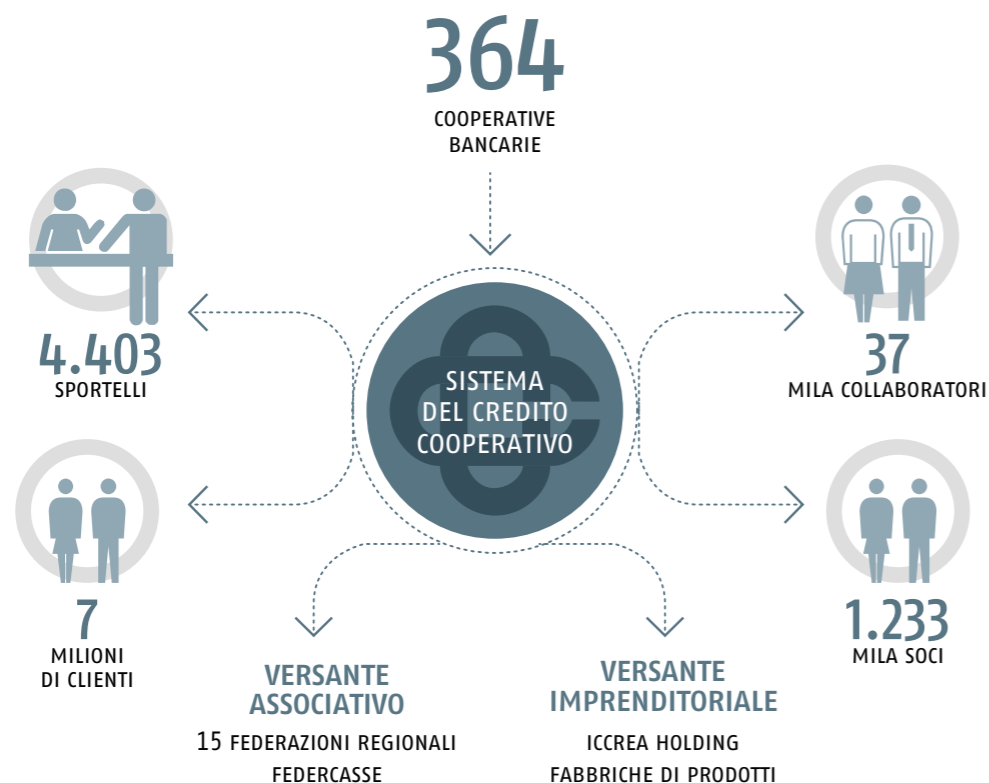 364
COOPERATIVE
BANCARIE
4.403
SPORTELLI
37
MILA COLLABORATORI
SISTEMA
DEL CREDITO
COOPERATIVO
7
MILIONI
DI CLIENTI
1.233
MILA SOCI
VERSANTE
ASSOCIATIVO
15 FEDERAZIONI REGIONALI
FEDERCASSE
VERSANTE
IMPRENDITORIALE
ICCREA HOLDING
FABBRICHE DI PRODOTTI